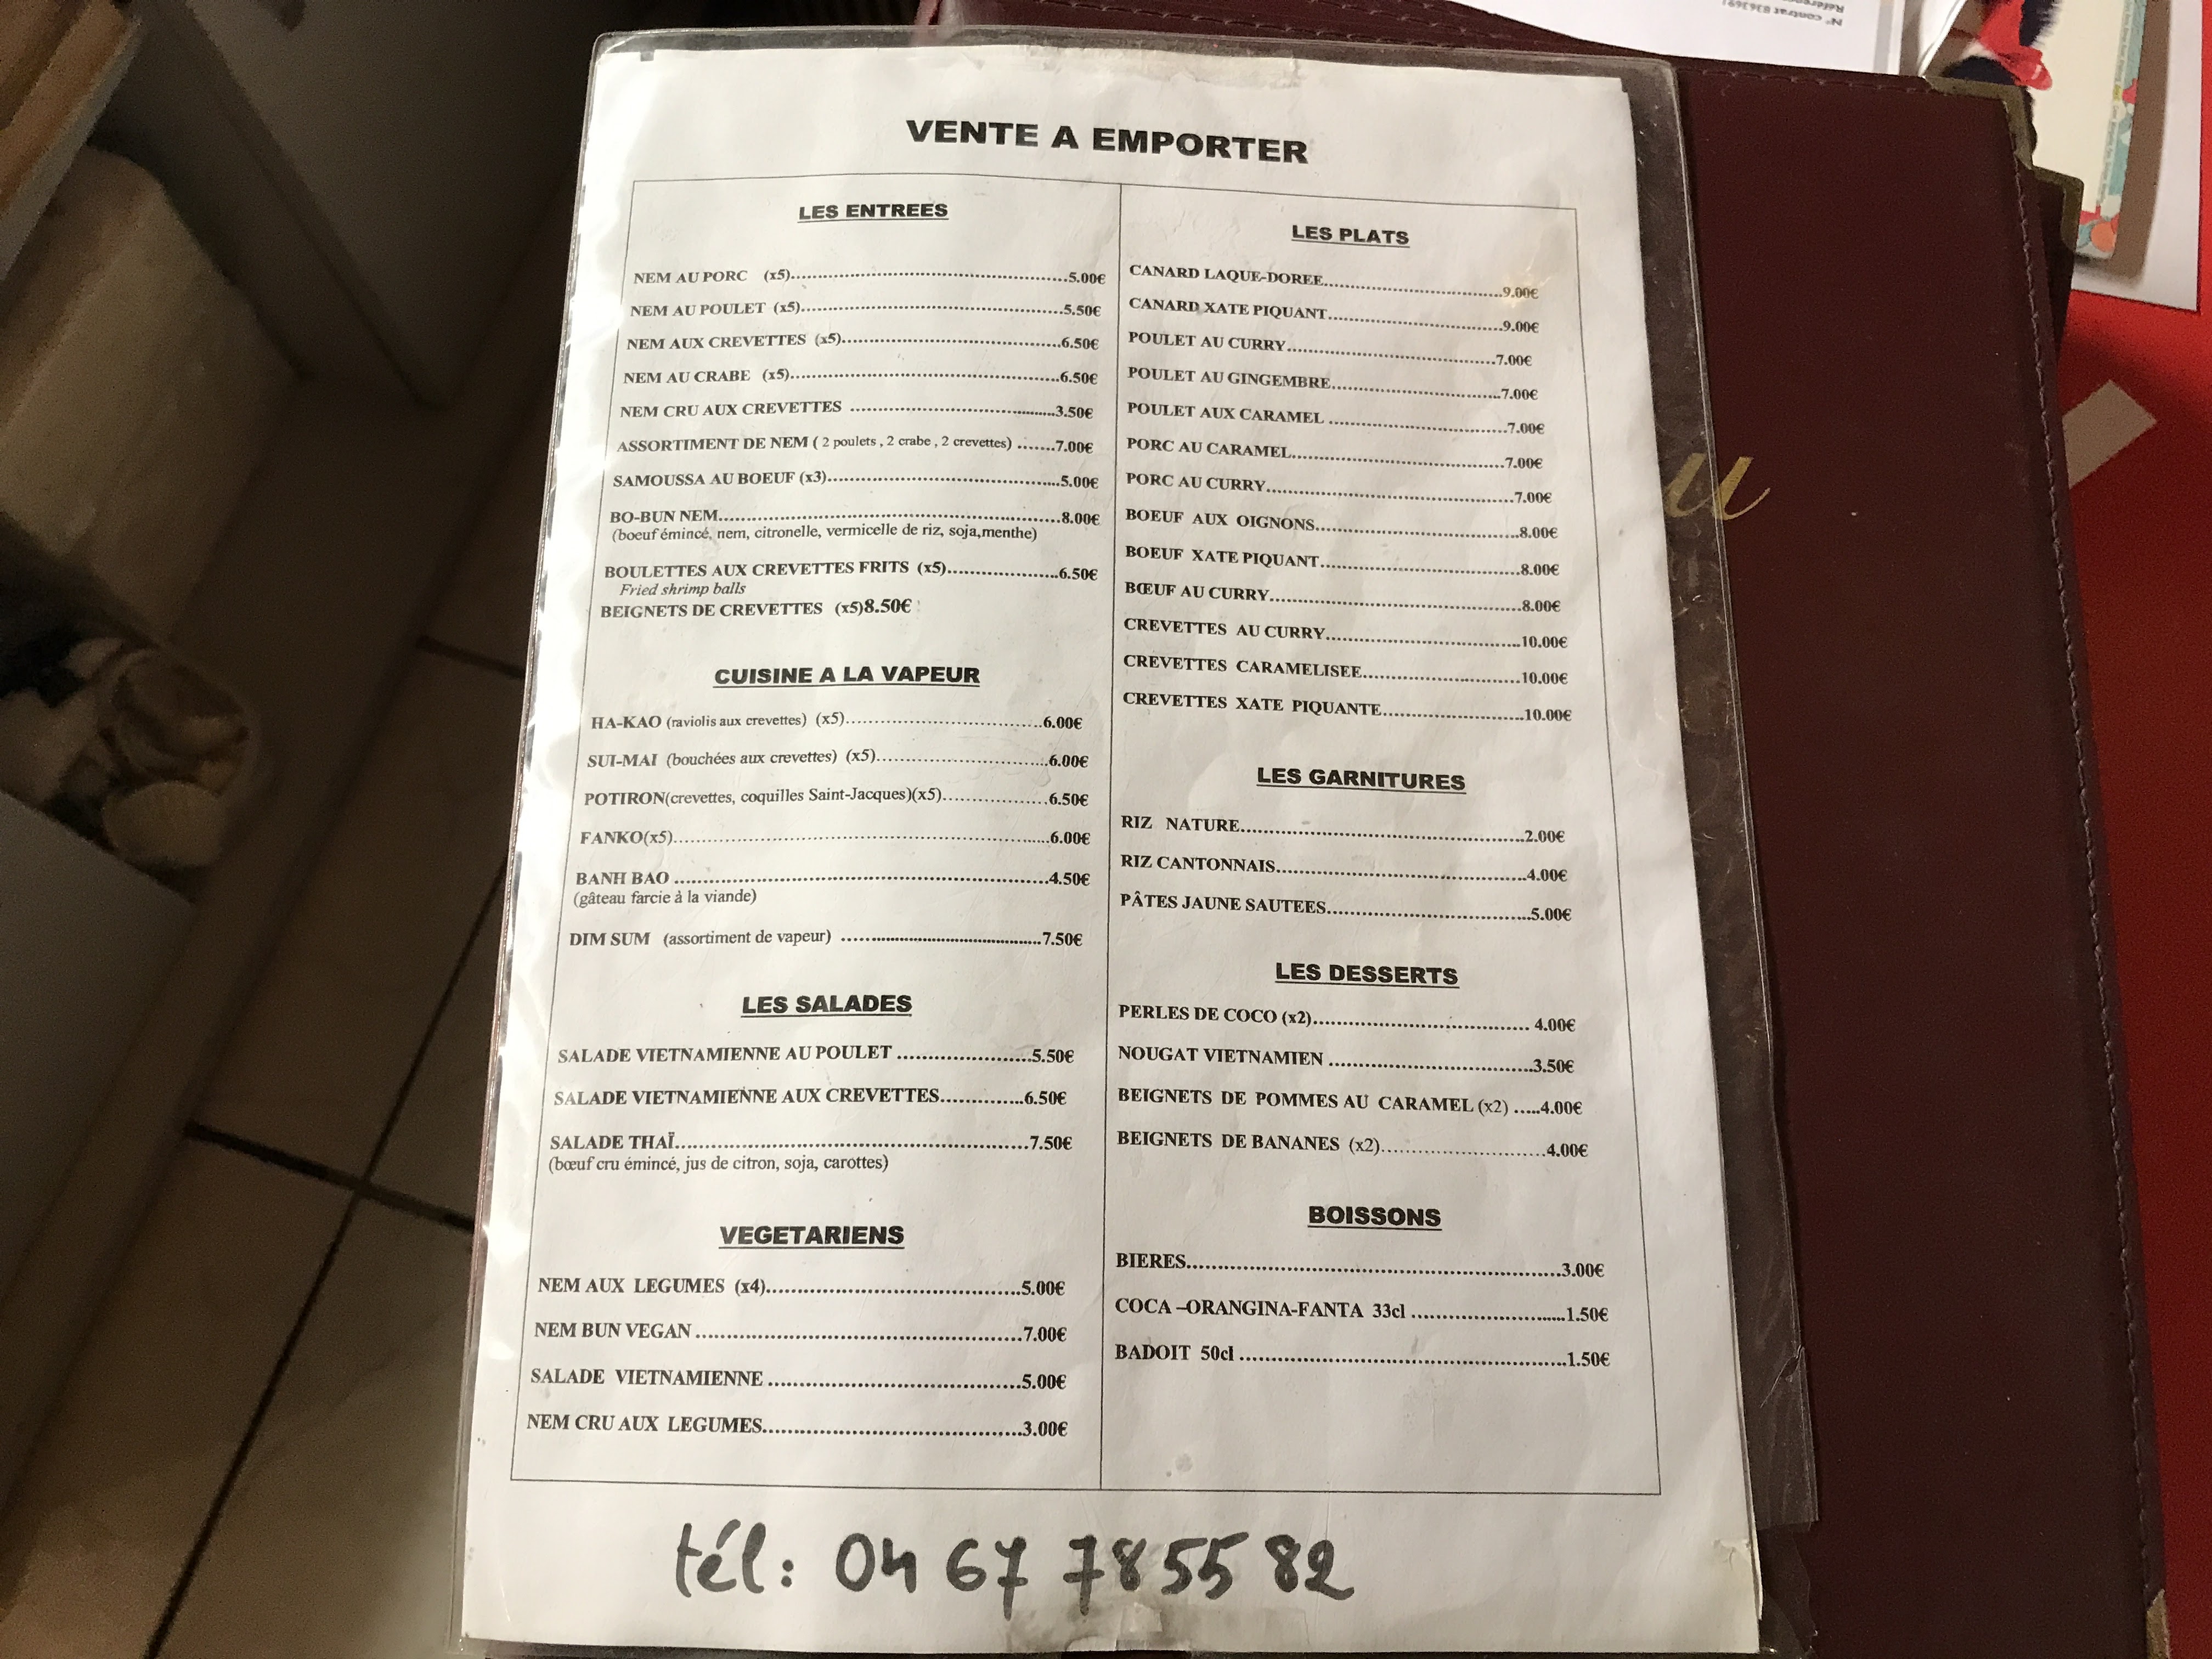 N° contrat 836369
VENTE A EMPORTER
LES ENTREES
NEM AU PORC (x5)..........5.00€
NEM AU POULET (x5)..........5.50€
NEM AUX CREVETTES (x5)..........6.50€
NEM AU CRABE (x5)..........6.50€
NEM CRU AUX CREVETTES ..........3.50€
ASSORTIMENT DE NEM ( 2 poulets , 2 crabe , 2 crevettes) .......7.00€
SAMOUSSA AU BOEUF (x3)..........5.00€
BO-BUN NEM..........8.00€
(boeuf émincé, nem, citronelle, vermicelle de riz, soja,menthe)
BOULETTES AUX CREVETTES FRITS (x5)..........6.50€
Fried shrimp balls
BEIGNETS DE CREVETTES (x5)8.50€
CUISINE A LA VAPEUR
HA-KAO (raviolis aux crevettes) (x5)..........6.00€
SUI-MAI (bouchées aux crevettes) (x5)..........6.00€
POTIRON(crevettes, coquilles Saint-Jacques)(x5)..........6.50€
FANKO(x5)..........6.00€
BANH BAO ..........4.50€
(gâteau farcie à la viande)
DIM SUM (assortiment de vapeur) ..........7.50€
LES SALADES
SALADE VIETNAMIENNE AU POULET ..........5.50€
SALADE VIETNAMIENNE AUX CREVETTES..........6.50€
SALADE THAÏ..........7.50€
(bœuf cru émincé, jus de citron, soja, carottes)
VEGETARIENS
NEM AUX LEGUMES (x4)..........5.00€
NEM BUN VEGAN ..........7.00€
SALADE VIETNAMIENNE ..........5.00€
NEM CRU AUX LEGUMES..........3.00€
LES PLATS
CANARD LAQUE-DOREE..........9.00€
CANARD XATE PIQUANT..........9.00€
POULET AU CURRY..........7.00€
POULET AU GINGEMBRE..........7.00€
POULET AUX CARAMEL ..........7.00€
PORC AU CARAMEL..........7.00€
PORC AU CURRY..........7.00€
BOEUF AUX OIGNONS..........8.00€
BOEUF XATE PIQUANT..........8.00€
BŒUF AU CURRY..........8.00€
CREVETTES AU CURRY..........10.00€
CREVETTES CARAMELISEE..........10.00€
CREVETTES XATE PIQUANTE..........10.00€
LES GARNITURES
RIZ NATURE..........2.00€
RIZ CANTONNAIS..........4.00€
PÂTES JAUNE SAUTEES..........5.00€
LES DESSERTS
PERLES DE COCO (x2).......... 4.00€
NOUGAT VIETNAMIEN ..........3.50€
BEIGNETS DE POMMES AU CARAMEL (x2) .....4.00€
BEIGNETS DE BANANES (x2)..........4.00€
BOISSONS
BIERES..........3.00€
COCA –ORANGINA-FANTA 33cl ..........1.50€
BADOIT 50cl ..........1.50€
tél: 04 67 78 55 82